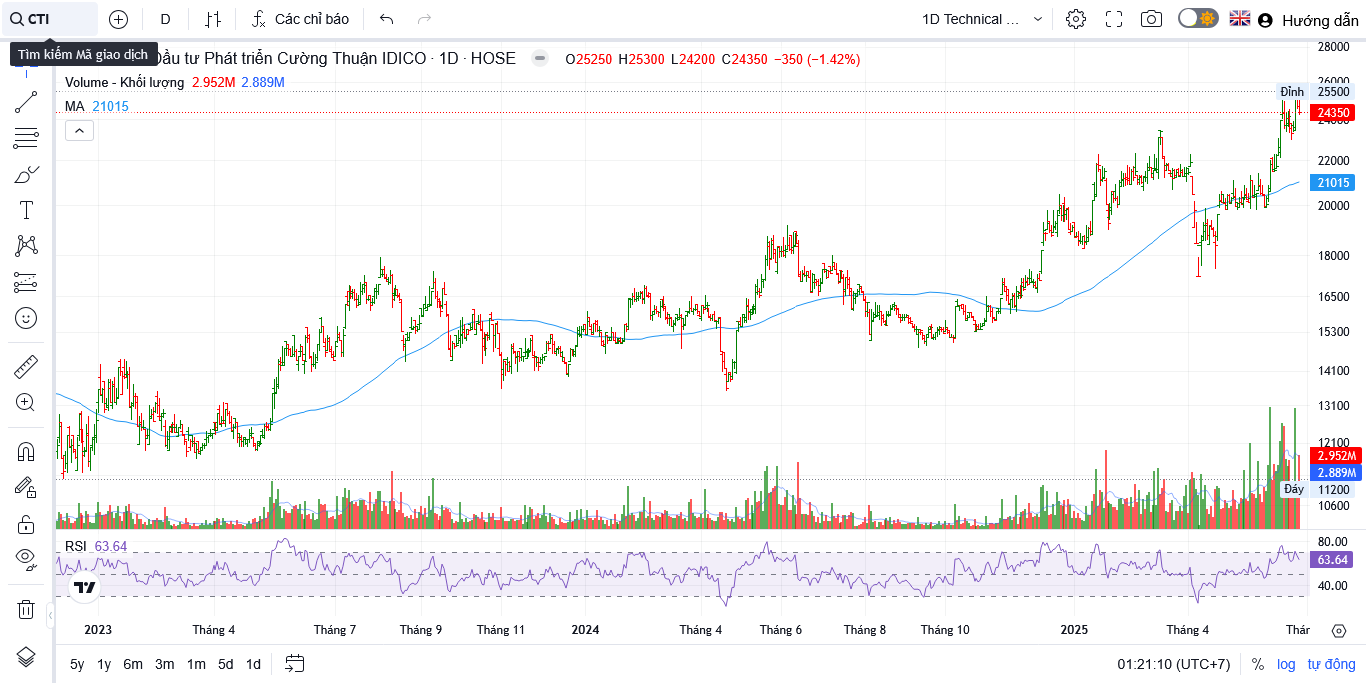 CTI
D
Các chỉ báo
1D Technical ...
Hướng dẫn
Tìm kiếm Mã giao dịch
Đầu tư Phát triển Cường Thuận IDICO · 1D · HOSE
O25250 H25300 L24200 C24350 −350 (−1.42%)
Volume - Khối lượng 2.952M 2.889M
MA 21015
28000
26000
Đỉnh 25500
24350
24000
22000
21015
20000
18000
16500
15300
14100
13100
12100
2.952M
2.889M
Đáy 11200
10600
RSI 63.64
80.00
63.64
40.00
2023 Tháng 4 Tháng 7 Tháng 9 Tháng 11 2024 Tháng 4 Tháng 6 Tháng 8 Tháng 10 2025 Tháng 4 Thár
5y 1y 6m 3m 1m 5d 1d
01:21:10 (UTC+7) % log tự động